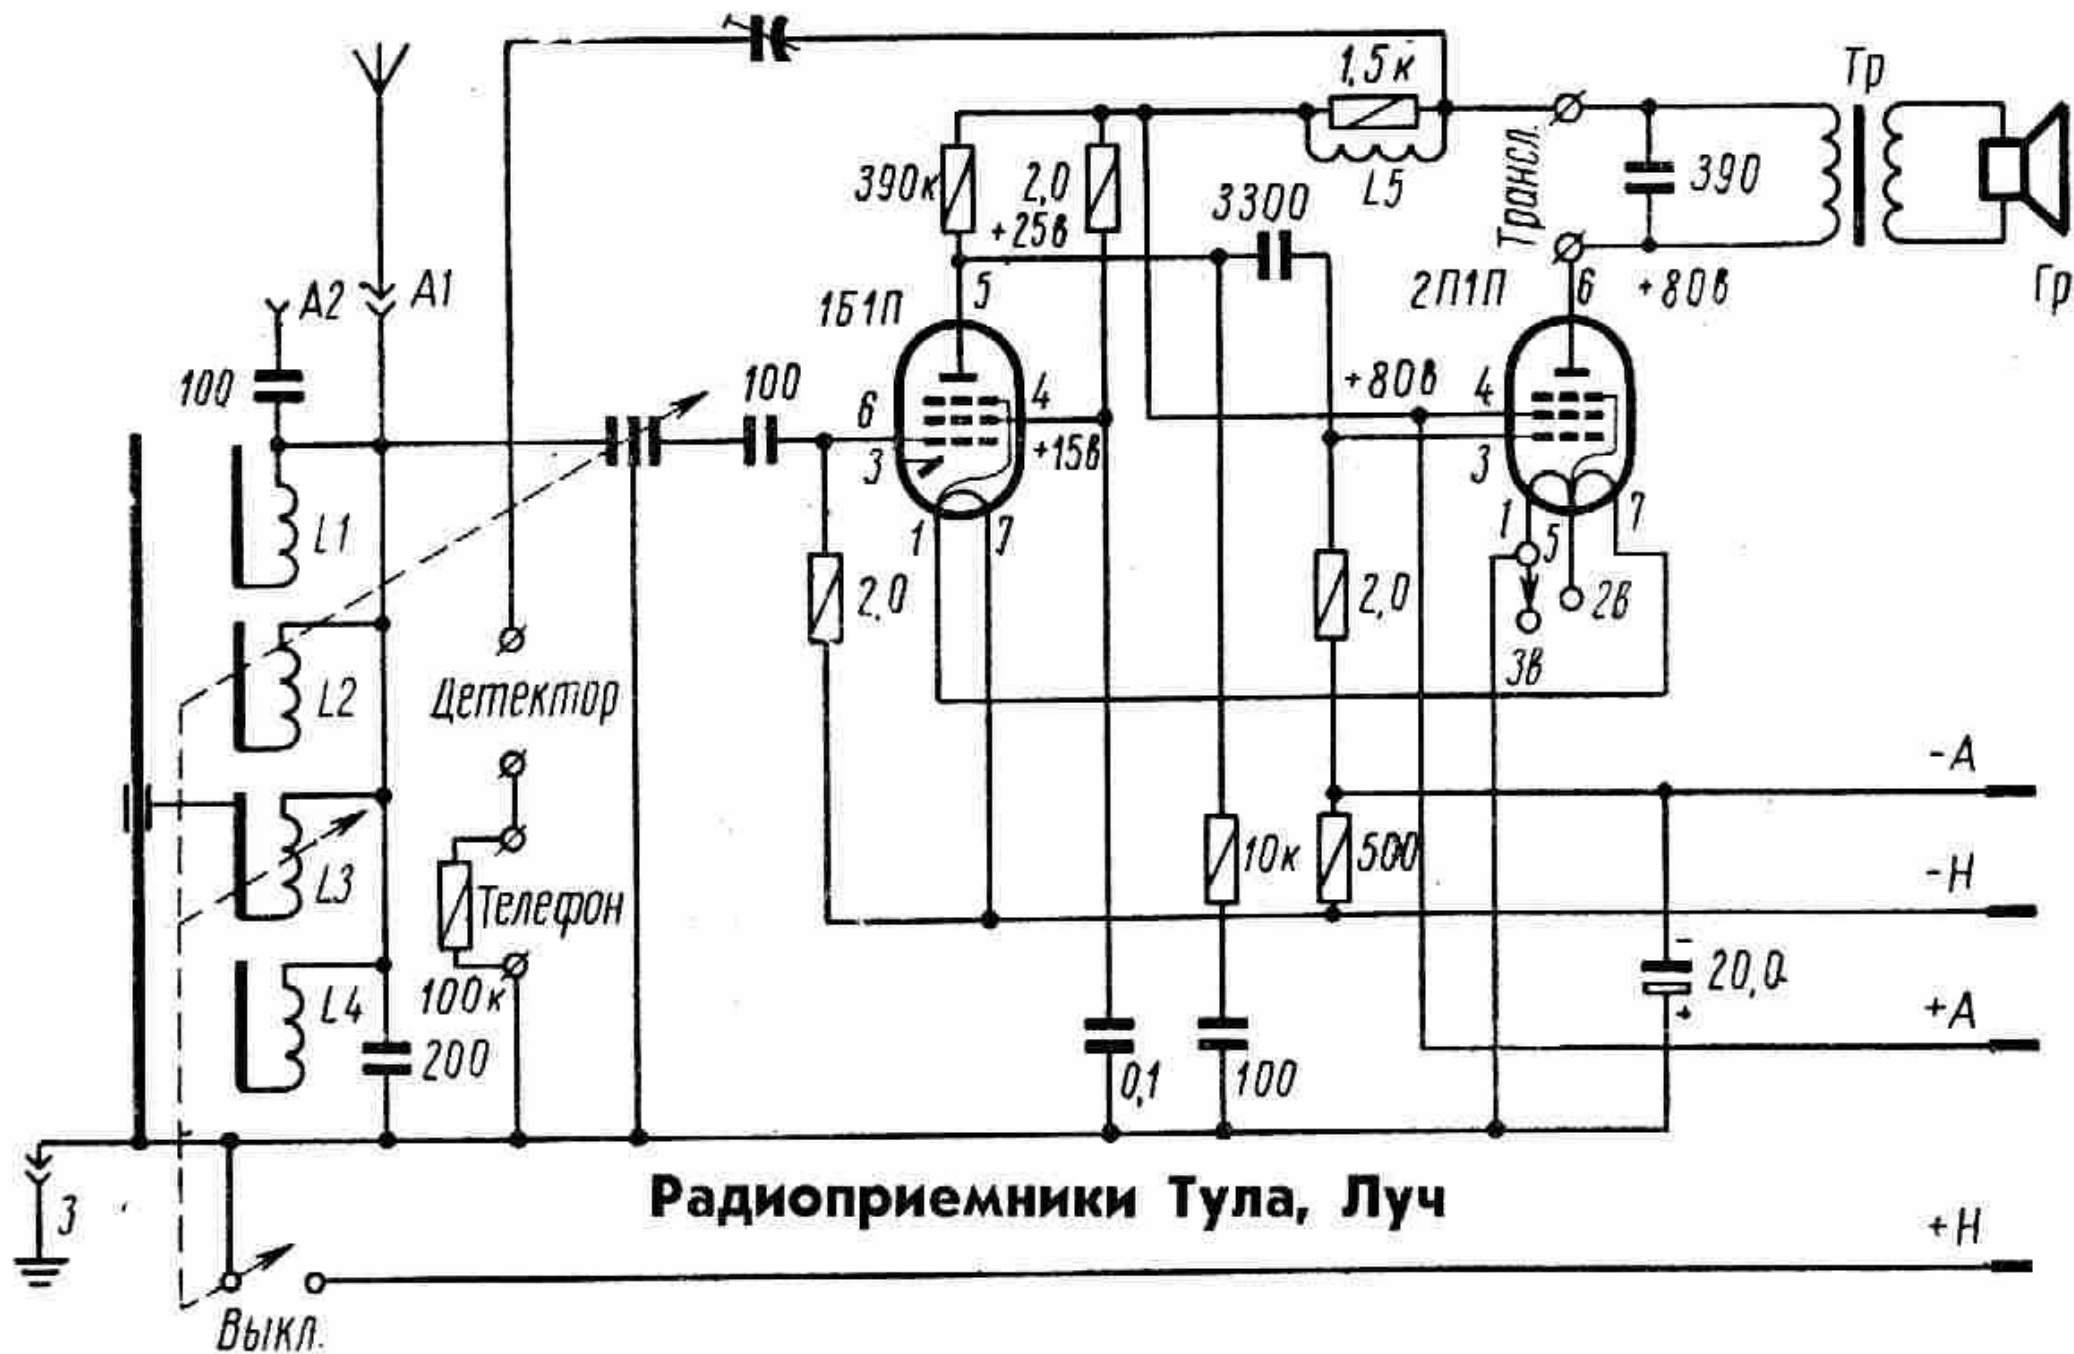 1,5к
Тр
390к
2,0
+25в
3300
L5
Трансл.
390
А2
А1
1Б1П
5
2П1П
6
+80в
Гр
100
100
6
4
+80в
4
3
+15в
3
L1
1
7
1
5
7
2,0
2,0
2в
3в
L2
Детектор
-А
L3
Телефон
10к
500
-Н
L4
100к
20,0
-
+
+А
200
0,1
100
З
Радиоприемники Тула, Луч
+Н
Выкл.